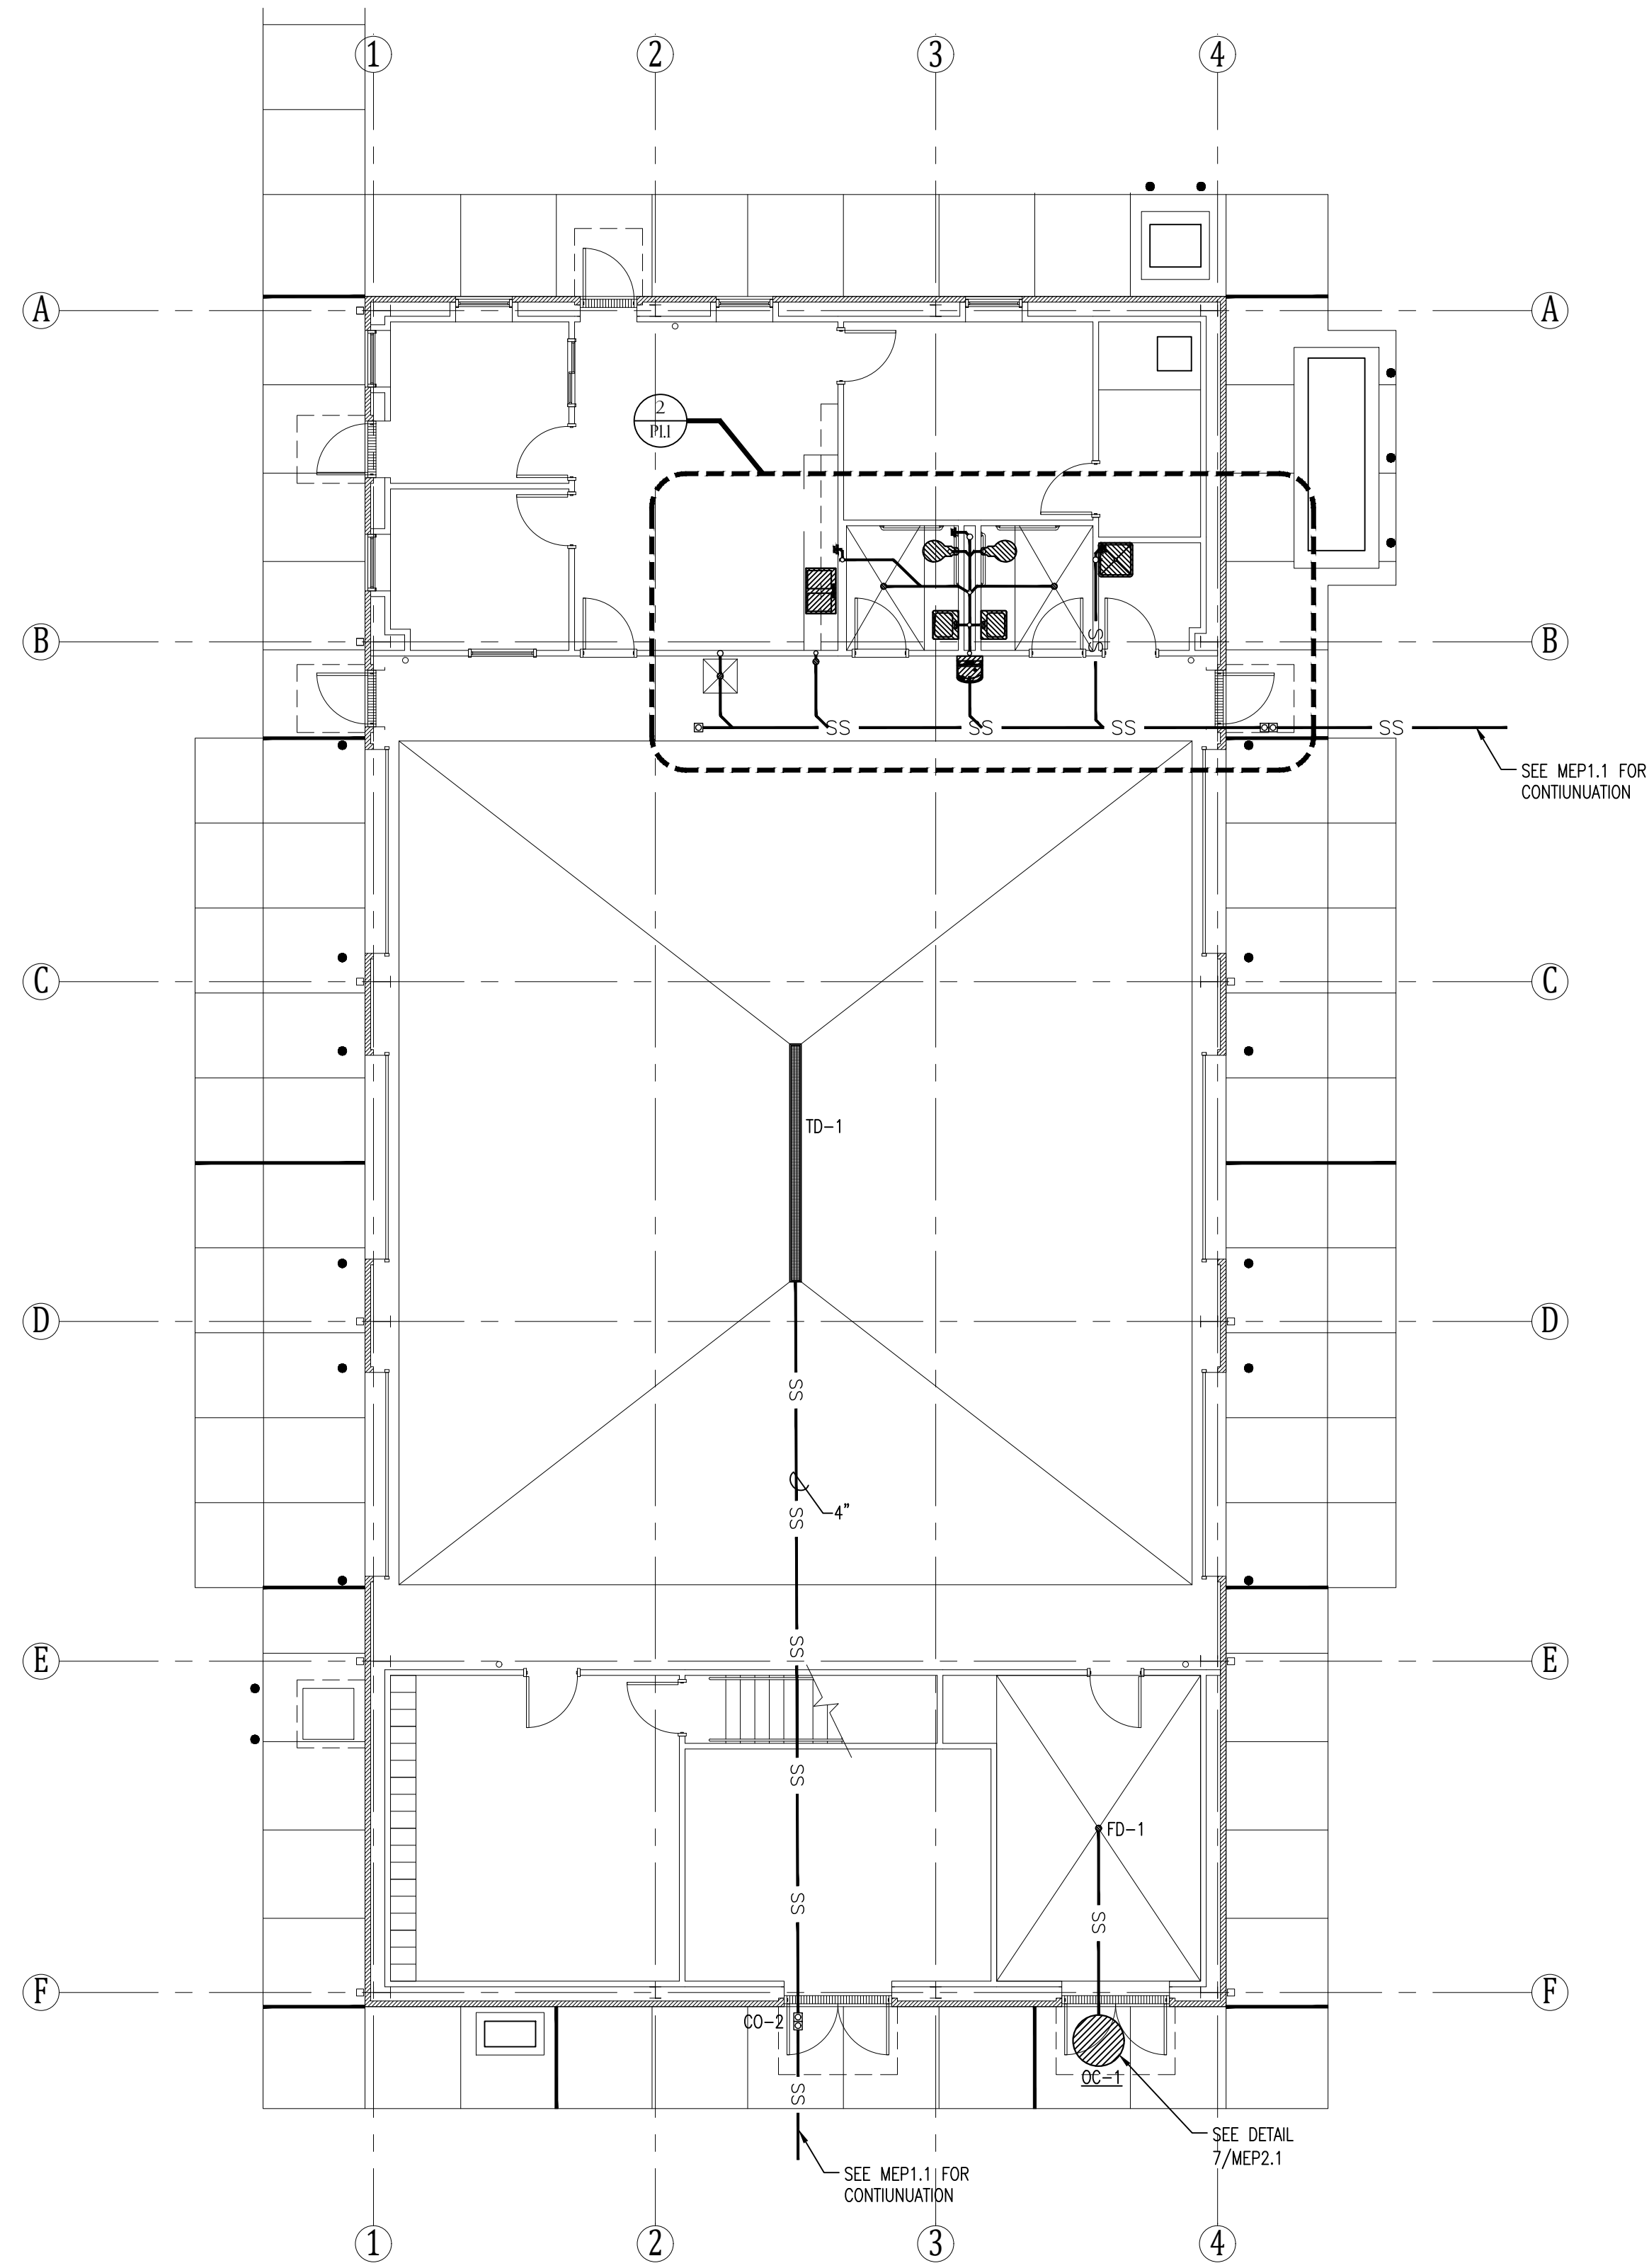 1 2 3 4
A A
2
P1.1
B B
SS
SS SS SS SS
SEE MEP1.1 FOR
CONTIUNUATION
C C
TD-1
D D
SS
4"
SS
E E
SS
SS
FD-1
SS
SS
F F
CO-2
OC-1
SS
SEE DETAIL
7/MEP2.1
SEE MEP1.1 FOR
CONTIUNUATION
1 2 3 4